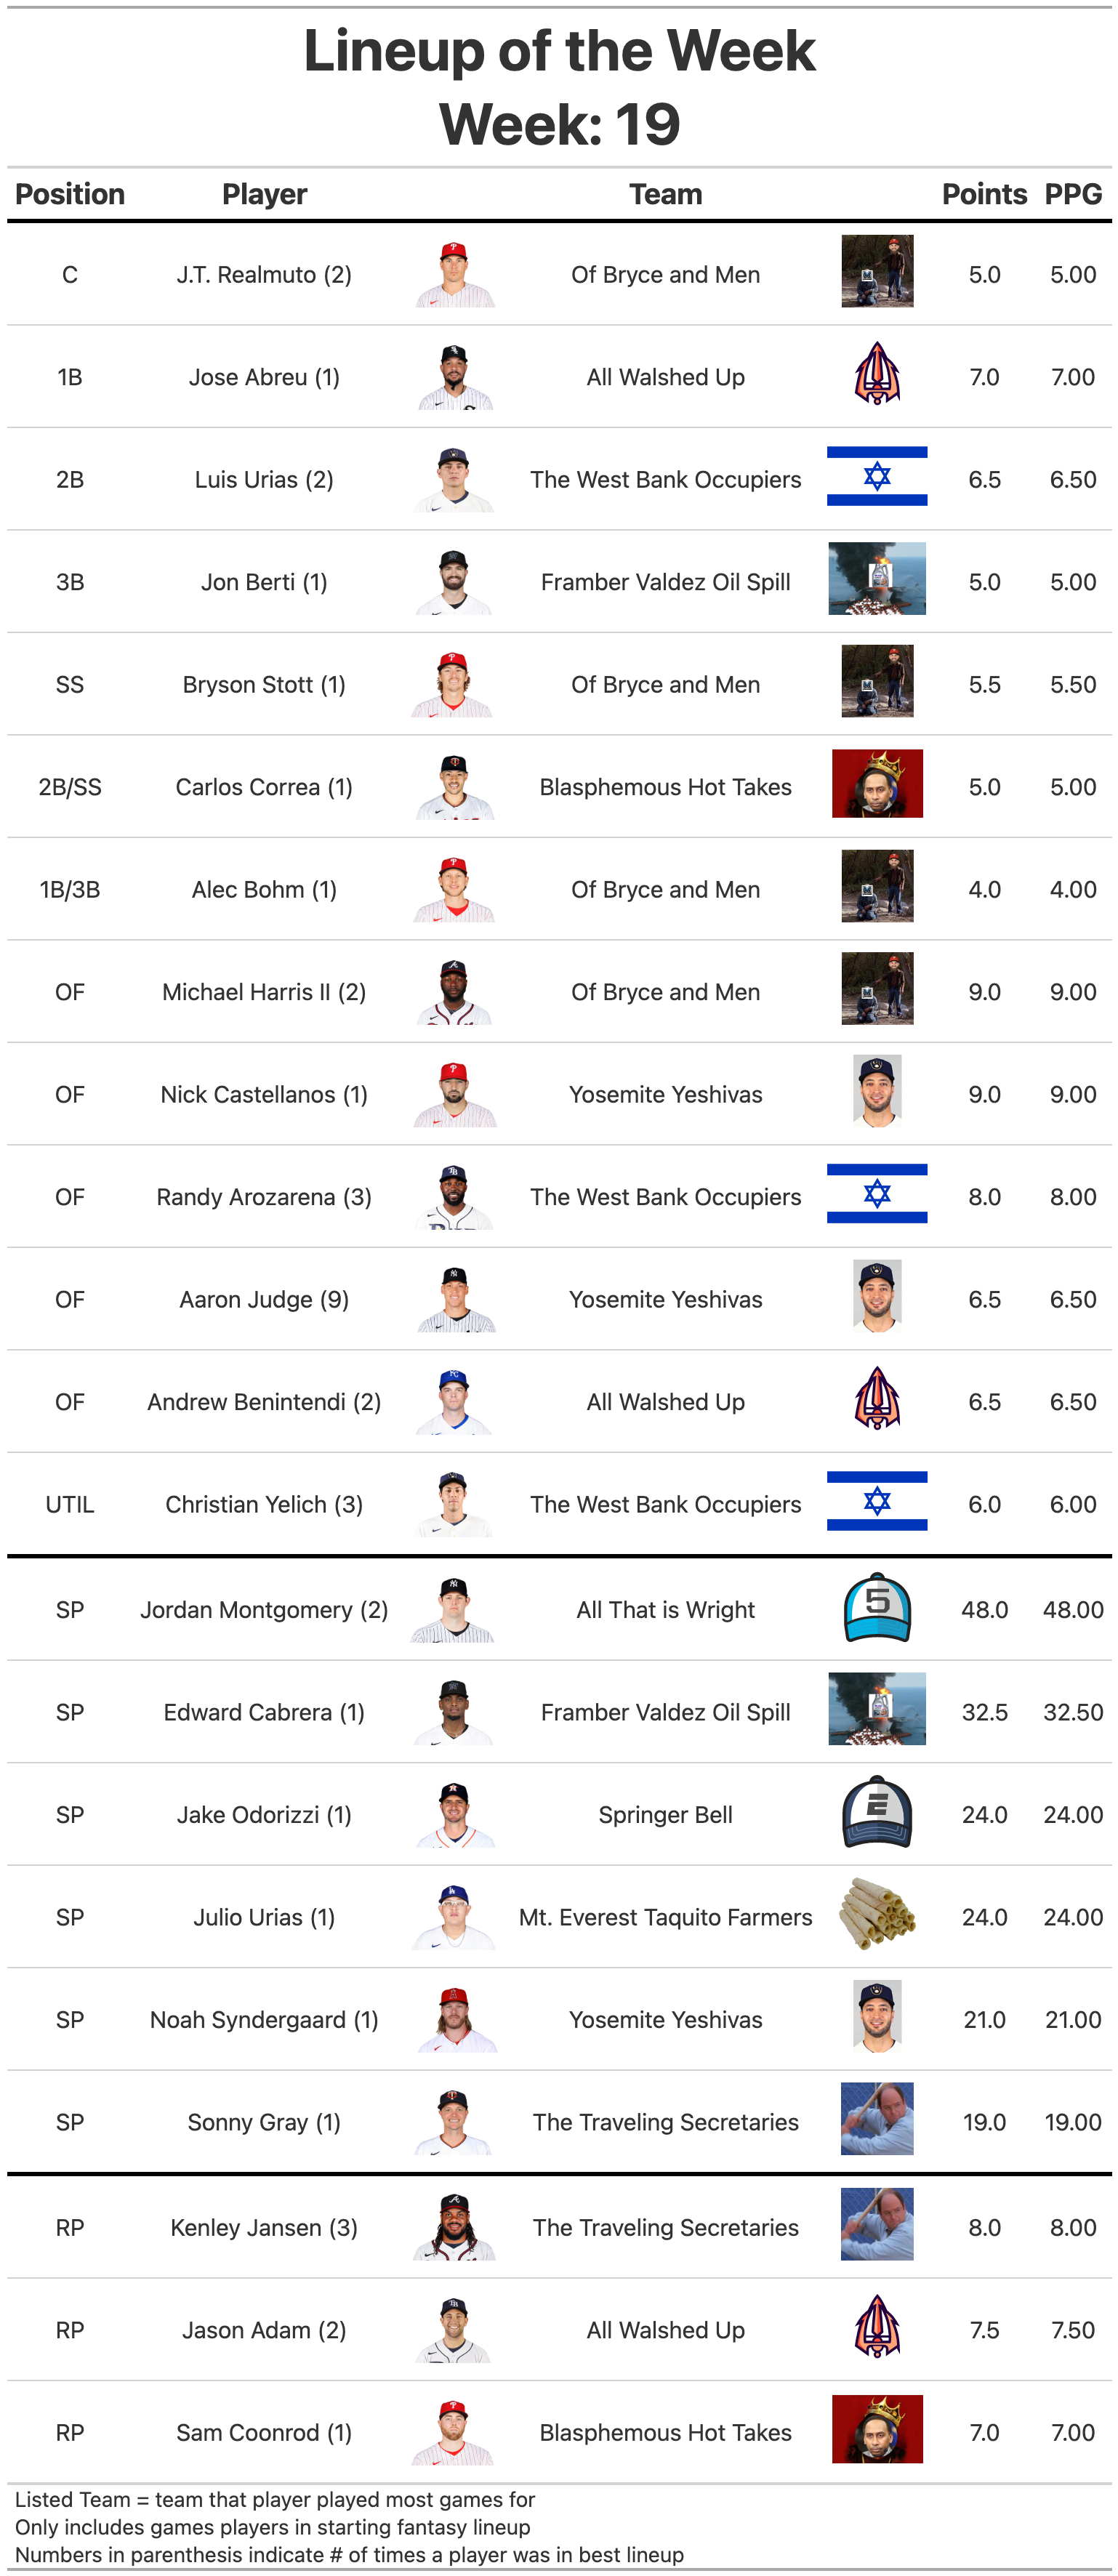 Lineup of the Week
Week: 19
Position Player Team Points PPG
C J.T. Realmuto (2) Of Bryce and Men 5.0 5.00
1B Jose Abreu (1) All Walshed Up 7.0 7.00
2B Luis Urias (2) The West Bank Occupiers 6.5 6.50
3B Jon Berti (1) Framber Valdez Oil Spill 5.0 5.00
SS Bryson Stott (1) Of Bryce and Men 5.5 5.50
2B/SS Carlos Correa (1) Blasphemous Hot Takes 5.0 5.00
1B/3B Alec Bohm (1) Of Bryce and Men 4.0 4.00
OF Michael Harris II (2) Of Bryce and Men 9.0 9.00
OF Nick Castellanos (1) Yosemite Yeshivas 9.0 9.00
OF Randy Arozarena (3) The West Bank Occupiers 8.0 8.00
OF Aaron Judge (9) Yosemite Yeshivas 6.5 6.50
OF Andrew Benintendi (2) All Walshed Up 6.5 6.50
UTIL Christian Yelich (3) The West Bank Occupiers 6.0 6.00
SP Jordan Montgomery (2) All That is Wright 5 48.0 48.00
SP Edward Cabrera (1) Framber Valdez Oil Spill 32.5 32.50
SP Jake Odorizzi (1) Springer Bell E 24.0 24.00
SP Julio Urias (1) Mt. Everest Taquito Farmers 24.0 24.00
SP Noah Syndergaard (1) Yosemite Yeshivas 21.0 21.00
SP Sonny Gray (1) The Traveling Secretaries 19.0 19.00
RP Kenley Jansen (3) The Traveling Secretaries 8.0 8.00
RP Jason Adam (2) All Walshed Up 7.5 7.50
RP Sam Coonrod (1) Blasphemous Hot Takes 7.0 7.00
Listed Team = team that player played most games for
Only includes games players in starting fantasy lineup
Numbers in parenthesis indicate # of times a player was in best lineup